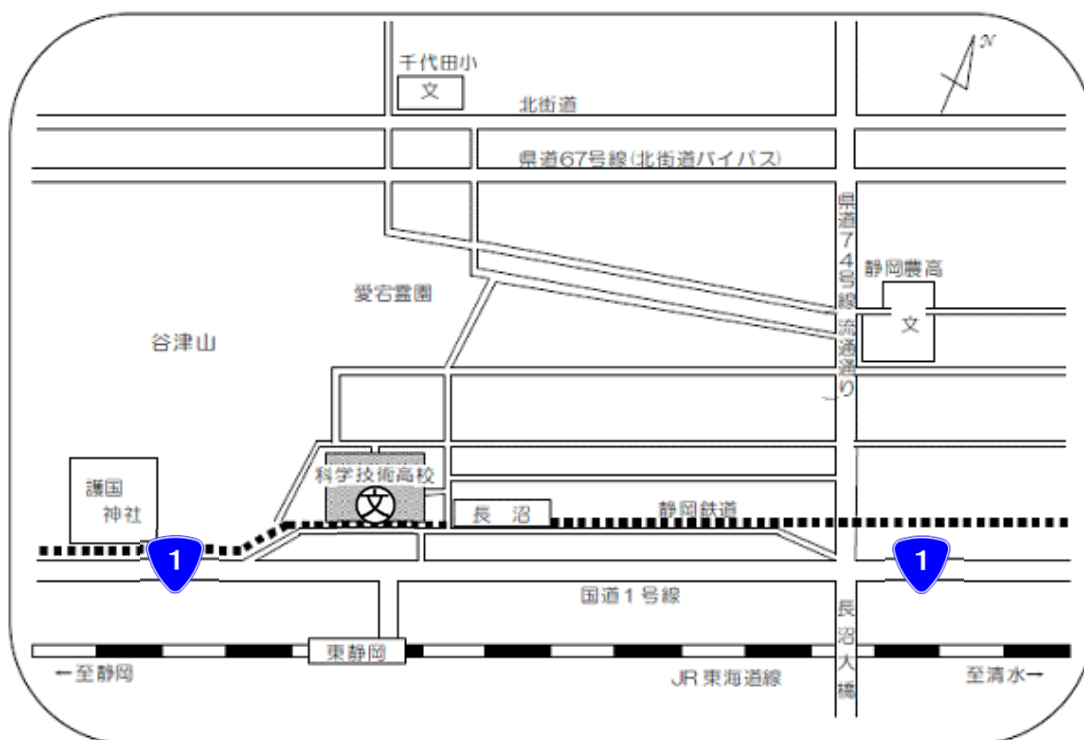 N
千代田小
文
北街道
県道67号線(北街道バイパス)
県道74号線 流通通り
静岡農高
文
愛宕霊園
谷津山
護国
神社
科学技術高校
文
長沼
静岡鉄道
1
1
国道1号線
長沼大橋
東静岡
←至静岡
JR東海道線
至清水→